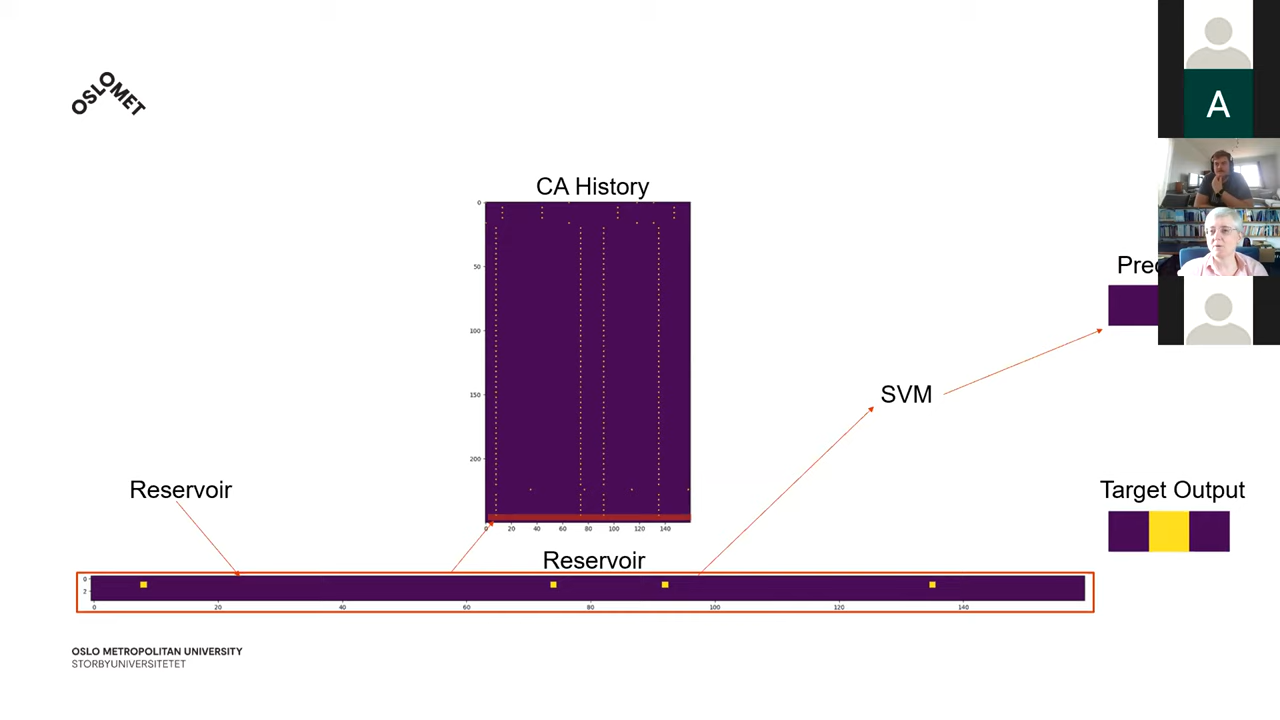 OSLOMET
A
CA History
0
50
100
150
200
0 20 40 60 80 100 120 140
SVM
Reservoir
Target Output
Reservoir
0
2
0 20 40 60 80 100 120 140
OSLO METROPOLITAN UNIVERSITY
STORBYUNIVERSITETET